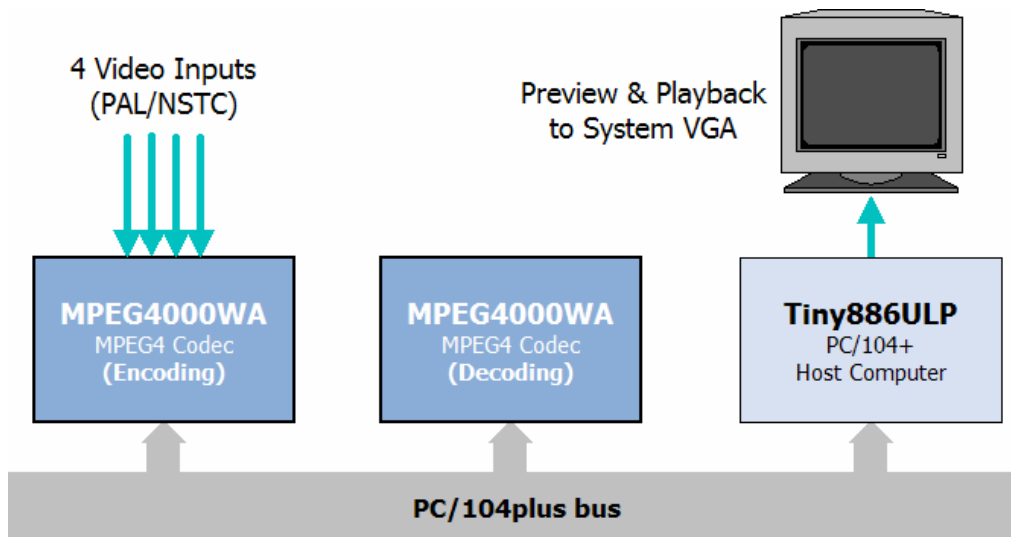 4 Video Inputs
(PAL/NSTC)
Preview & Playback
to System VGA
MPEG4000WA
MPEG4 Codec
(Encoding)
MPEG4000WA
MPEG4 Codec
(Decoding)
Tiny886ULP
PC/104+
Host Computer
PC/104plus bus